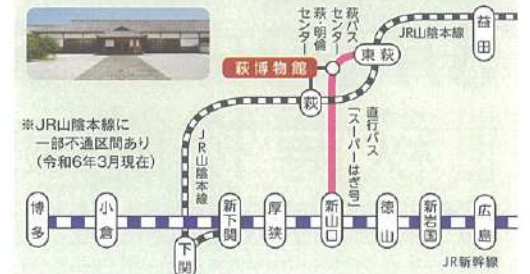 萩バスセンター
萩・明倫センター
萩博物館
東萩
JR山陰本線
益田
萩
直行バス
「スーパーはぎ号」
※JR山陰本線に
一部不通区間あり
(令和6年3月現在)
JR山陰本線
博多
小倉
下関
新下関
厚狭
新山口
徳山
新岩国
広島
JR新幹線